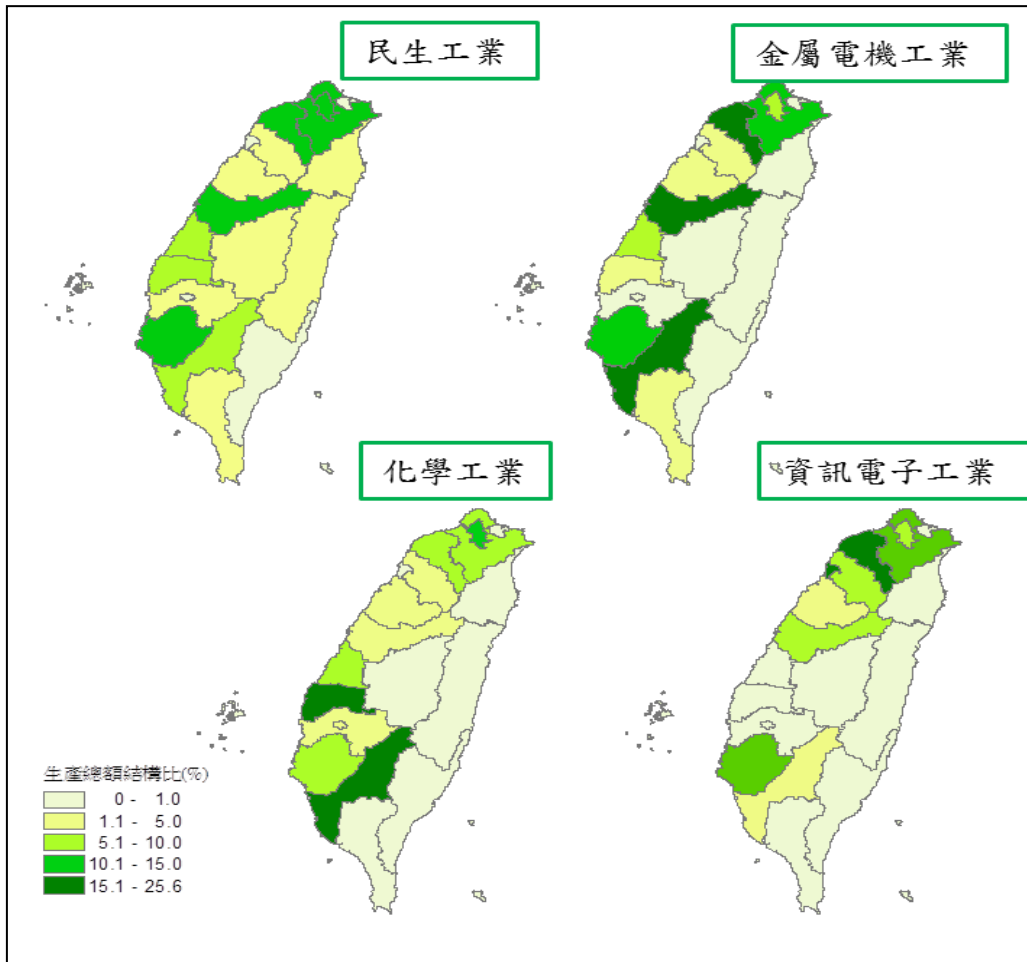 民生工業
金屬電機工業
化學工業
資訊電子工業
生產總額結構比(%)
0 - 1.0
1.1 - 5.0
5.1 - 10.0
10.1 - 15.0
15.1 - 25.6